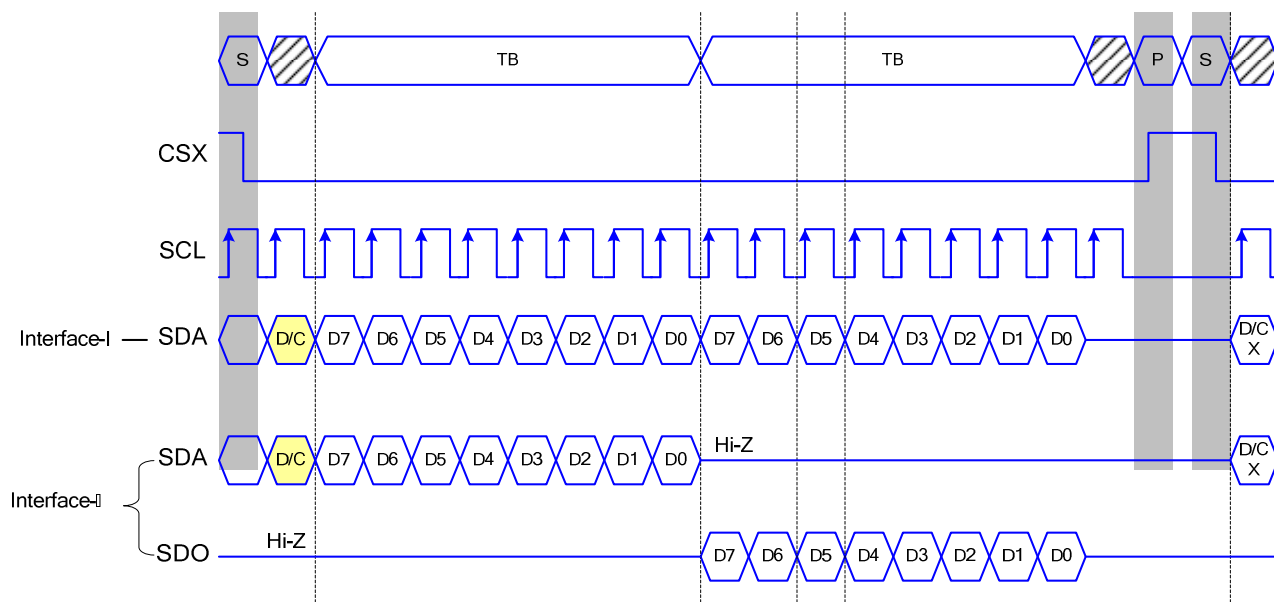 S TB TB P S
CSX
SCL
Interface-I SDA D/C D7 D6 D5 D4 D3 D2 D1 D0 D7 D6 D5 D4 D3 D2 D1 D0 D/C
X
SDA D/C D7 D6 D5 D4 D3 D2 D1 D0 Hi-Z D/C
X
Interface-
SDO Hi-Z D7 D6 D5 D4 D3 D2 D1 D0